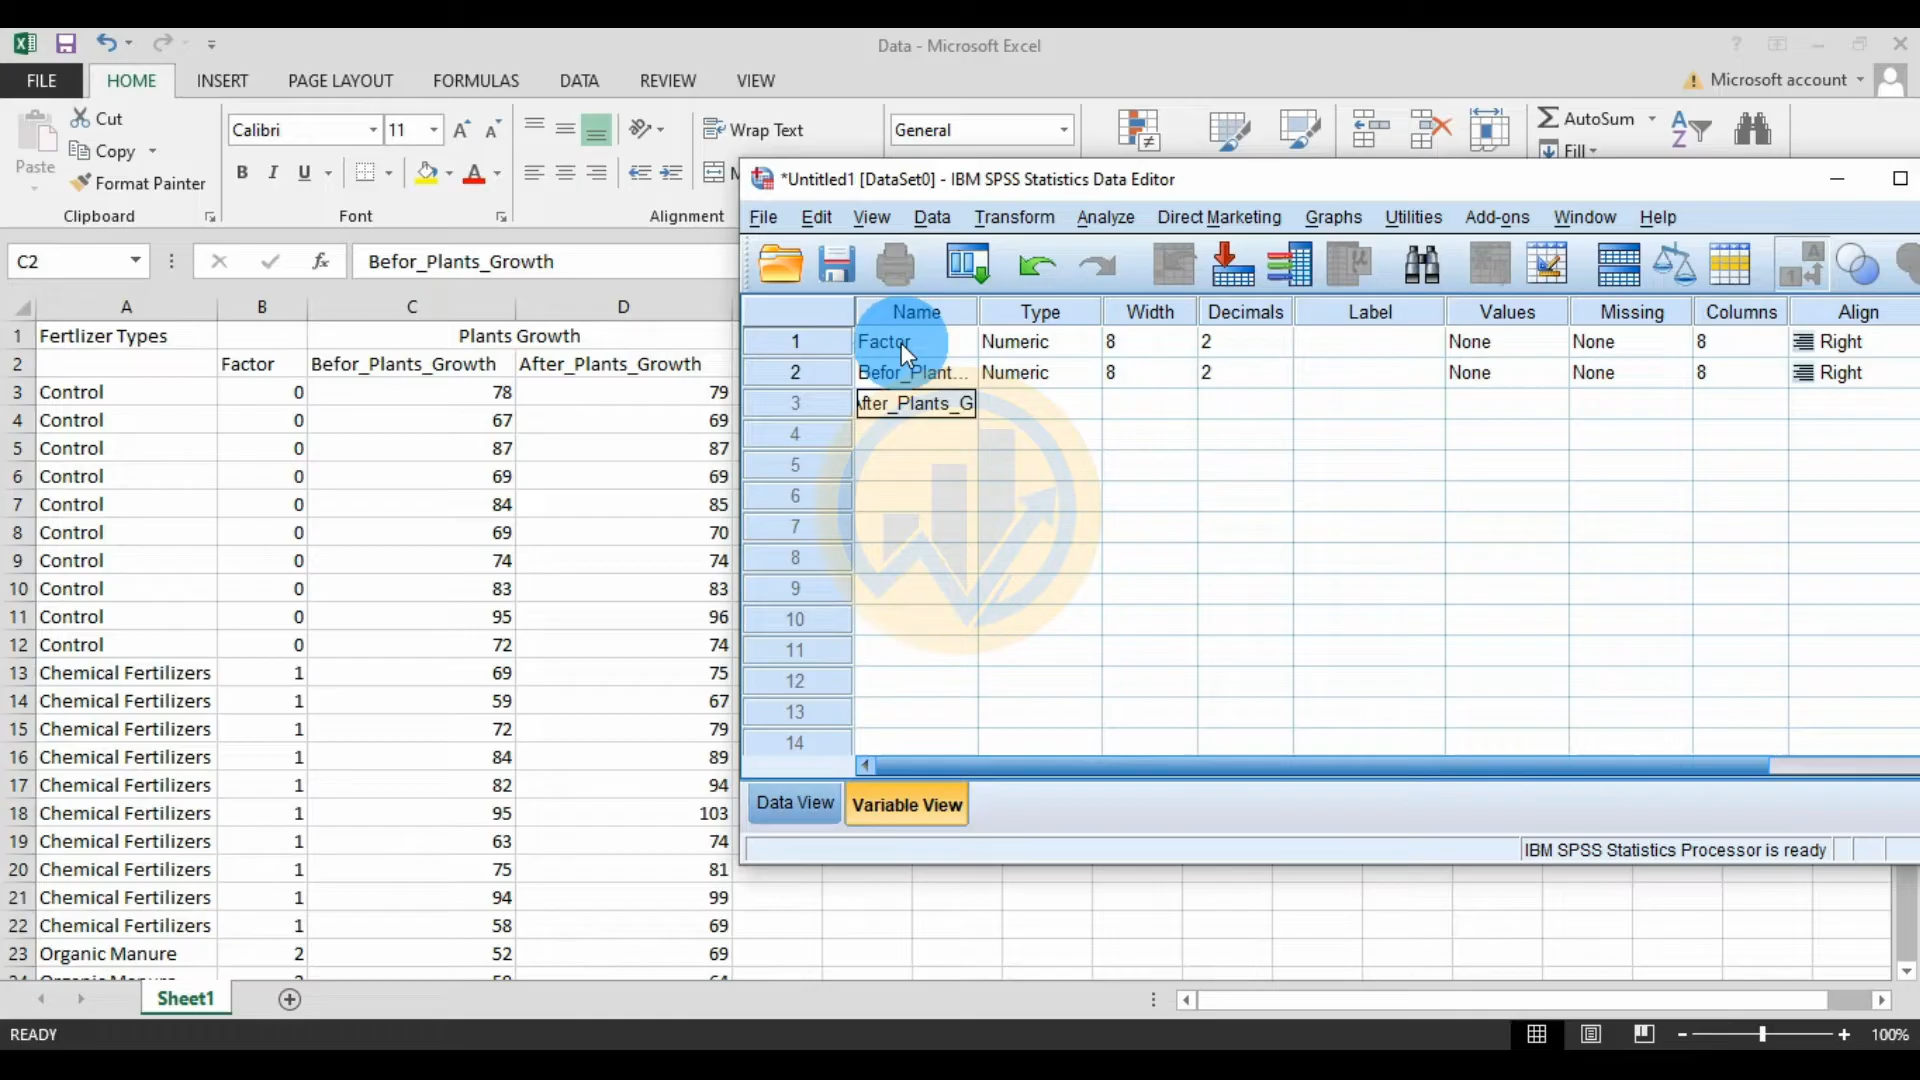 Data - Microsoft Excel
FILE HOME INSERT PAGE LAYOUT FORMULAS DATA REVIEW VIEW
Microsoft account
Cut
Copy
Format Painter
Paste
Clipboard
Calibri 11
B I U
Font
Wrap Text
Alignment
General
AutoSum
Fill
C2
Befor_Plants_Growth
A B C D
1 Fertlizer Types Plants Growth
2 Factor Befor_Plants_Growth After_Plants_Growth
3 Control 0 78 79
4 Control 0 67 69
5 Control 0 87 87
6 Control 0 69 69
7 Control 0 84 85
8 Control 0 69 70
9 Control 0 74 74
10 Control 0 83 83
11 Control 0 95 96
12 Control 0 72 74
13 Chemical Fertilizers 1 69 75
14 Chemical Fertilizers 1 59 67
15 Chemical Fertilizers 1 72 79
16 Chemical Fertilizers 1 84 89
17 Chemical Fertilizers 1 82 94
18 Chemical Fertilizers 1 95 103
19 Chemical Fertilizers 1 63 74
20 Chemical Fertilizers 1 75 81
21 Chemical Fertilizers 1 94 99
22 Chemical Fertilizers 1 58 69
23 Organic Manure 2 52 69
Sheet1
READY
100%
*Untitled1 [DataSet0] - IBM SPSS Statistics Data Editor
File Edit View Data Transform Analyze Direct Marketing Graphs Utilities Add-ons Window Help
Name Type Width Decimals Label Values Missing Columns Align
1 Factor Numeric 8 2 None None 8 Right
2 Befor_Plant... Numeric 8 2 None None 8 Right
3 After_Plants_G
4
5
6
7
8
9
10
11
12
13
14
Data View Variable View
IBM SPSS Statistics Processor is ready